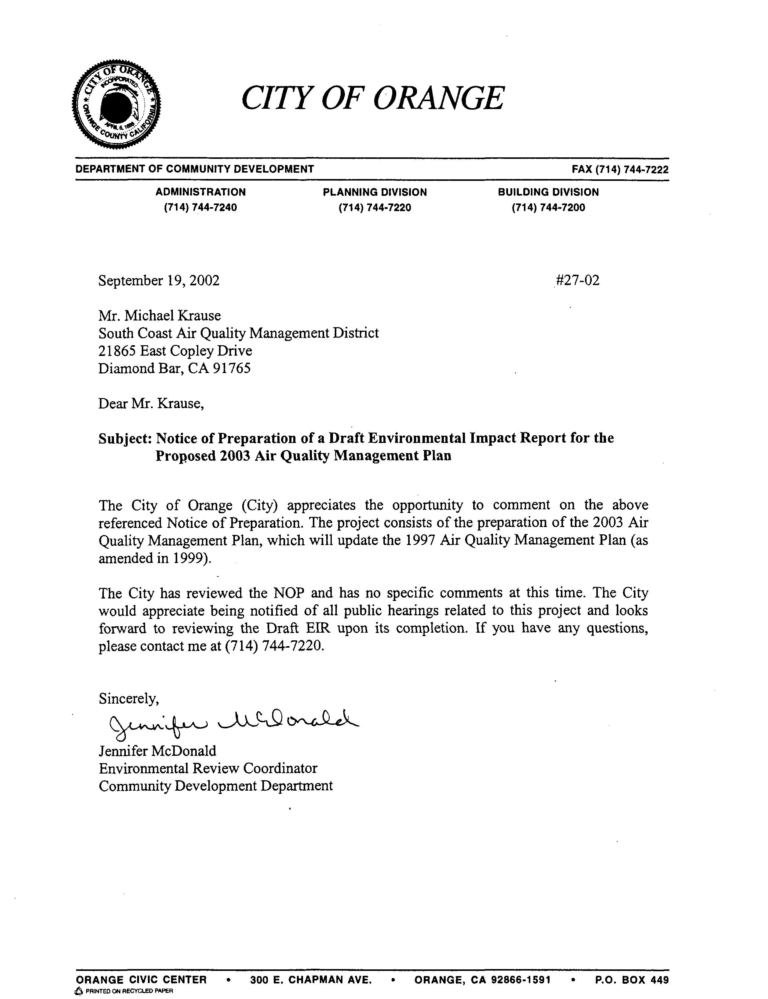 CITY OF ORANGE
INCORPORATED
APRIL 6, 1888
ORANGE COUNTY CALIFORNIA
CITY OF ORANGE
DEPARTMENT OF COMMUNITY DEVELOPMENT FAX (714) 744-7222
ADMINISTRATION PLANNING DIVISION BUILDING DIVISION
(714) 744-7240 (714) 744-7220 (714) 744-7200
September 19, 2002 #27-02
Mr. Michael Krause
South Coast Air Quality Management District
21865 East Copley Drive
Diamond Bar, CA 91765
Dear Mr. Krause,
Subject: Notice of Preparation of a Draft Environmental Impact Report for the
Proposed 2003 Air Quality Management Plan
The City of Orange (City) appreciates the opportunity to comment on the above
referenced Notice of Preparation. The project consists of the preparation of the 2003 Air
Quality Management Plan, which will update the 1997 Air Quality Management Plan (as
amended in 1999).
The City has reviewed the NOP and has no specific comments at this time. The City
would appreciate being notified of all public hearings related to this project and looks
forward to reviewing the Draft EIR upon its completion. If you have any questions,
please contact me at (714) 744-7220.
Sincerely,
Jennifer McDonald
Jennifer McDonald
Environmental Review Coordinator
Community Development Department
ORANGE CIVIC CENTER • 300 E. CHAPMAN AVE. • ORANGE, CA 92866-1591 • P.O. BOX 449
PRINTED ON RECYCLED PAPER